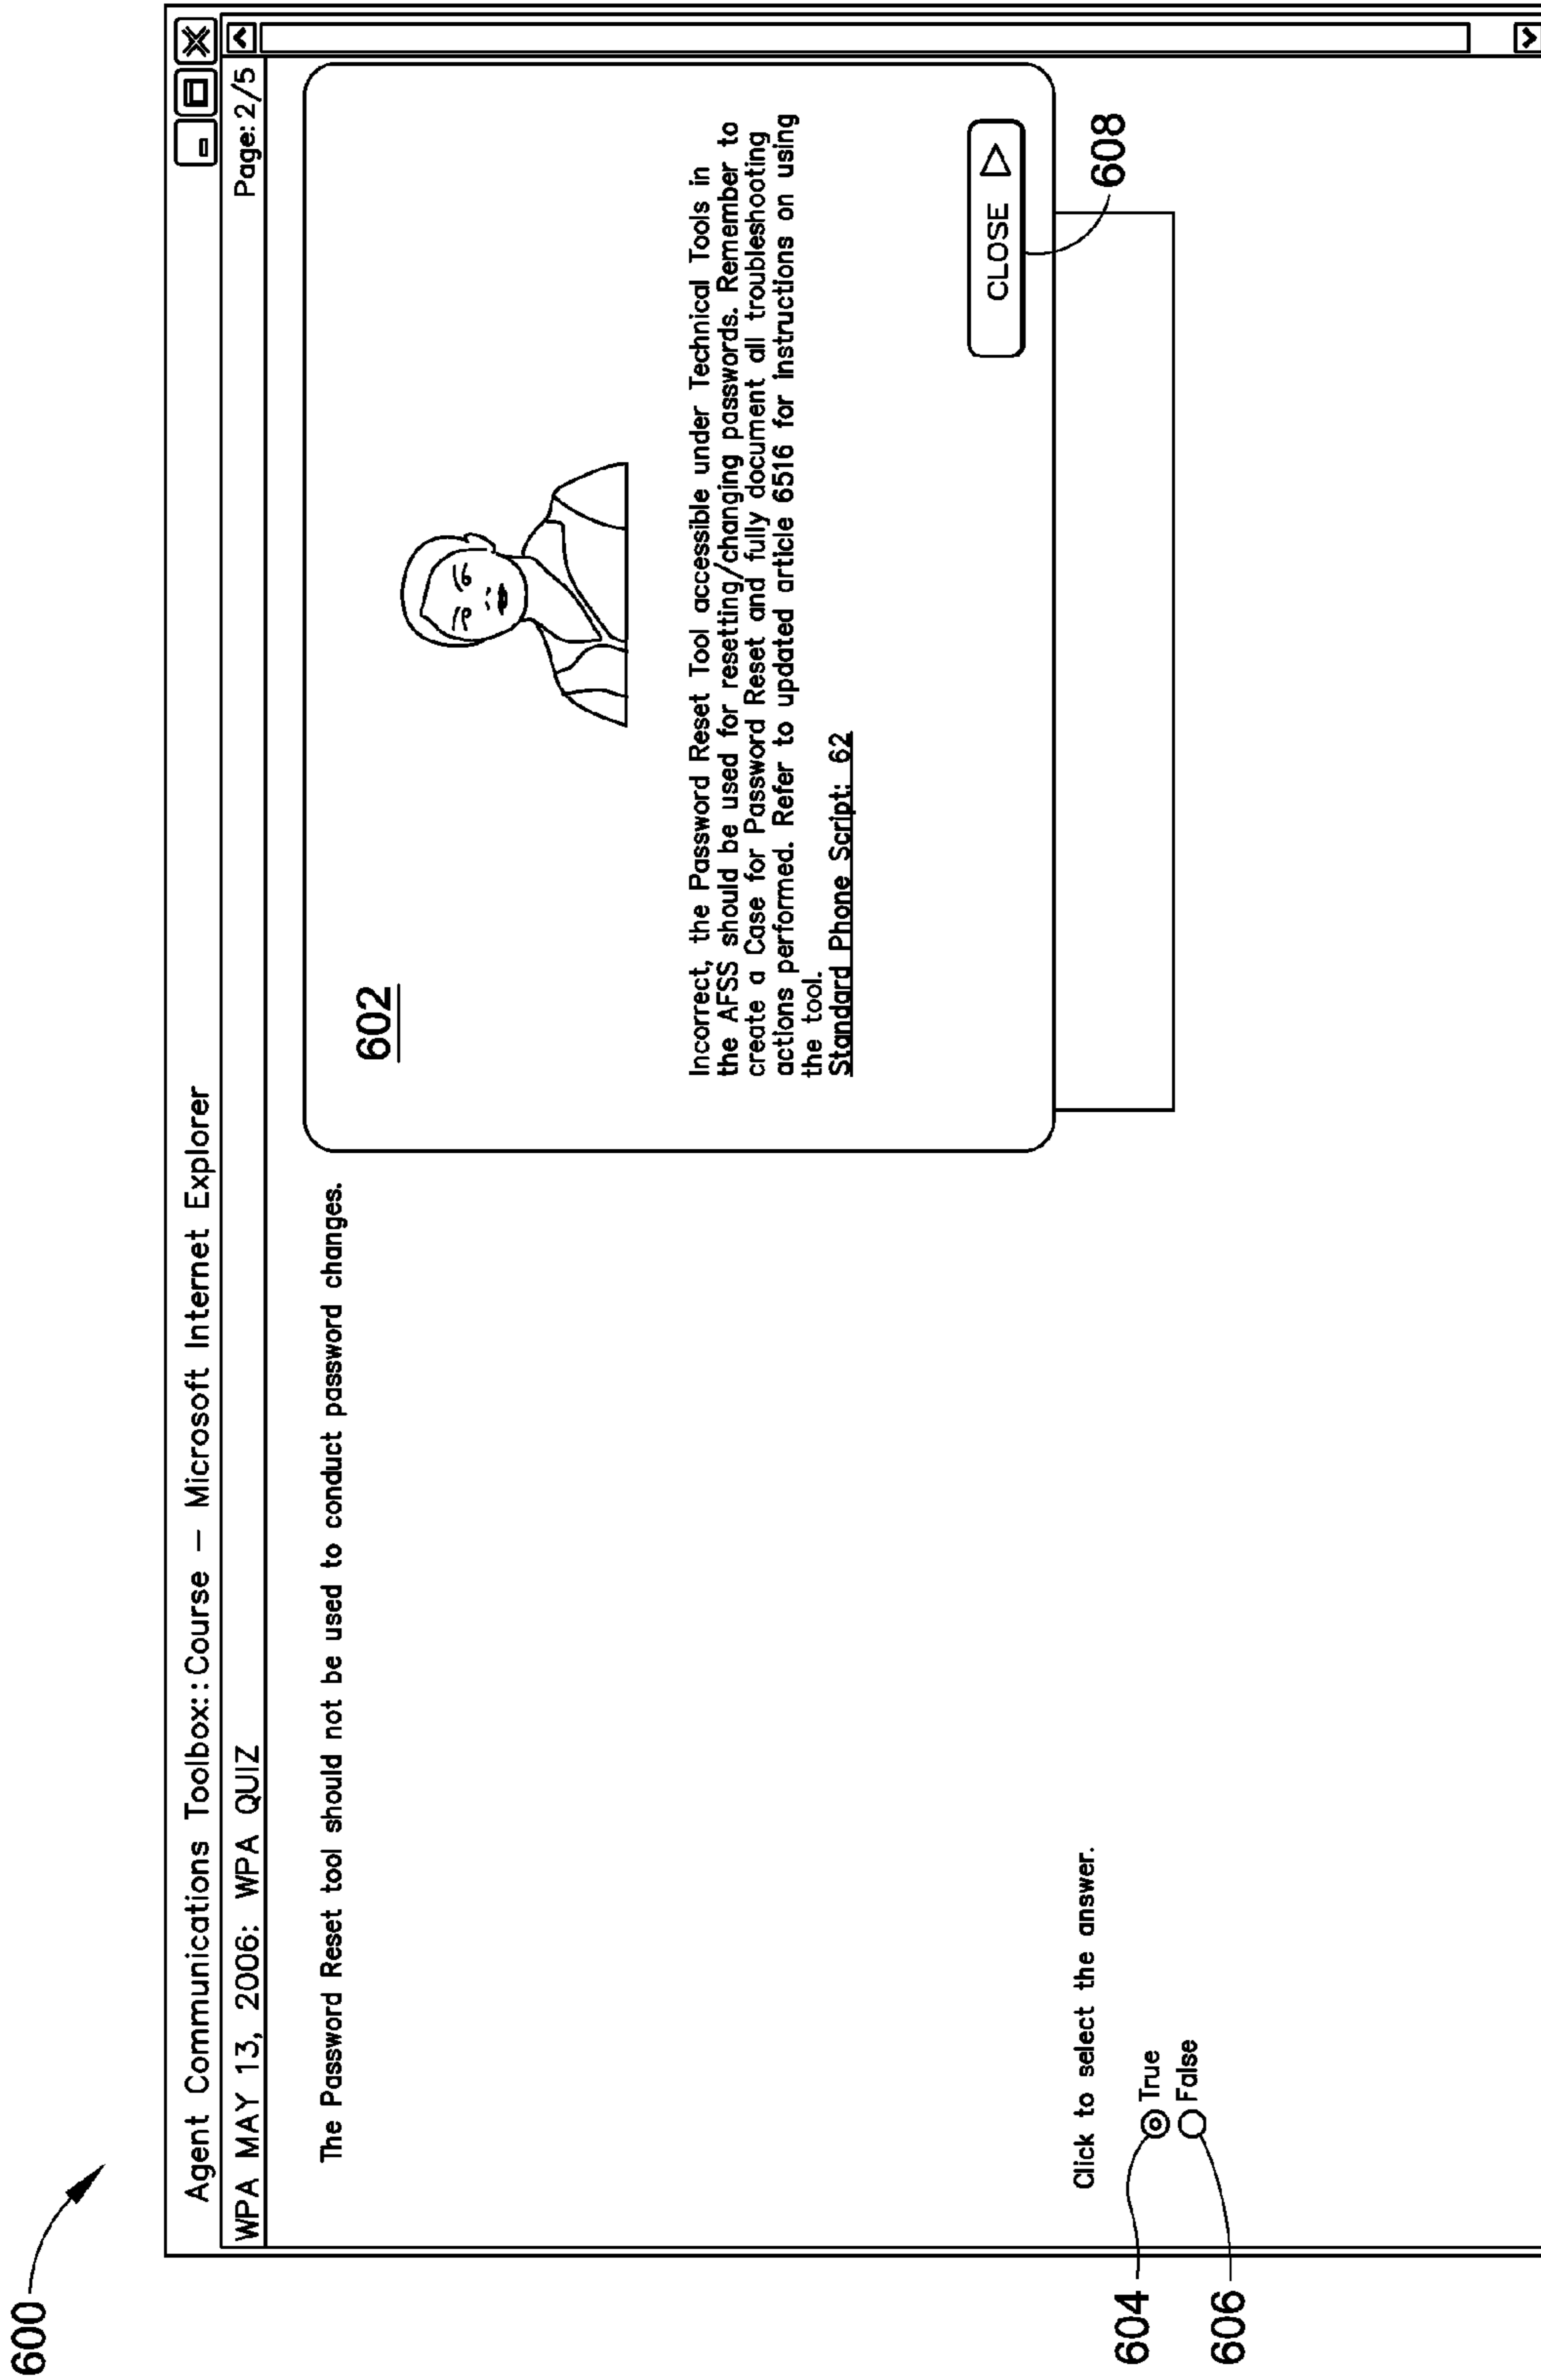 600
Agent Communications Toolbox::Course – Microsoft Internet Explorer
WPA MAY 13, 2006: WPA QUIZ
Page: 2/5
The Password Reset tool should not be used to conduct password changes.
602
Incorrect, the Password Reset Tool accessible under Technical Tools in
the AFSS should be used for resetting/changing passwords. Remember to
create a Case for Password Reset and fully document all troubleshooting
actions performed. Refer to updated article 6516 for instructions on using
the tool.
Standard Phone Script: 62
CLOSE
608
Click to select the answer.
604
True
606
False